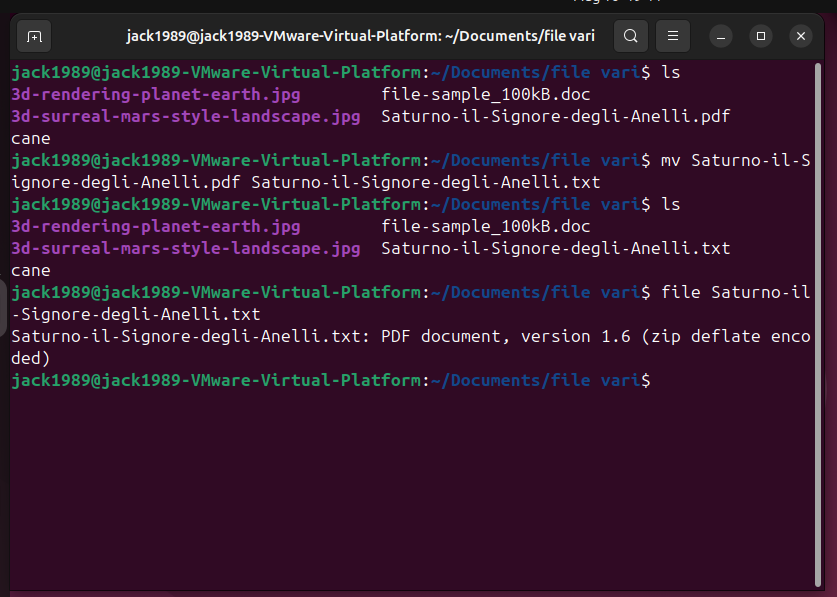 jack1989@jack1989-VMware-Virtual-Platform: ~/Documents/file vari
jack1989@jack1989-VMware-Virtual-Platform:~/Documents/file vari$ ls
3d-rendering-planet-earth.jpg        file-sample_100kB.doc
3d-surreal-mars-style-landscape.jpg  Saturno-il-Signore-degli-Anelli.pdf
cane
jack1989@jack1989-VMware-Virtual-Platform:~/Documents/file vari$ mv Saturno-il-S
ignore-degli-Anelli.pdf Saturno-il-Signore-degli-Anelli.txt
jack1989@jack1989-VMware-Virtual-Platform:~/Documents/file vari$ ls
3d-rendering-planet-earth.jpg        file-sample_100kB.doc
3d-surreal-mars-style-landscape.jpg  Saturno-il-Signore-degli-Anelli.txt
cane
jack1989@jack1989-VMware-Virtual-Platform:~/Documents/file vari$ file Saturno-il
-Signore-degli-Anelli.txt
Saturno-il-Signore-degli-Anelli.txt: PDF document, version 1.6 (zip deflate enco
ded)
jack1989@jack1989-VMware-Virtual-Platform:~/Documents/file vari$